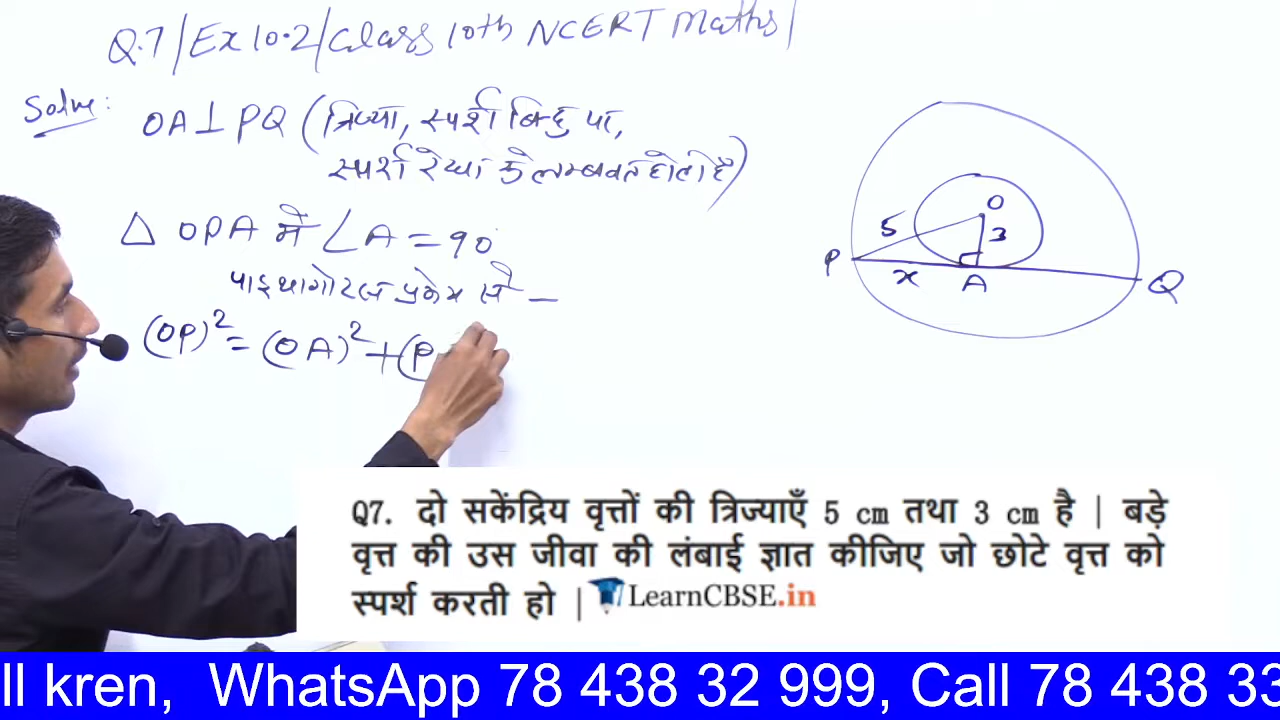 Q.7/Ex 10.2/Class 10th NCERT Maths/
Solve:
OA⊥PQ (त्रिज्या, स्पर्श बिन्दु पर,
स्पर्श रेखा के लम्बवत होती है)
△ OPA में ∠A = 90°
पाइथागोरस प्रमेय से —
(OP)² = (OA)² + (P
O
5
3
P
x
A
Q
Q7. दो सकेंद्रिय वृत्तों की त्रिज्याएँ 5 cm तथा 3 cm है | बड़े
वृत्त की उस जीवा की लंबाई ज्ञात कीजिए जो छोटे वृत्त को
स्पर्श करती हो |
LearnCBSE.in
ll kren, WhatsApp 78 438 32 999, Call 78 438 33